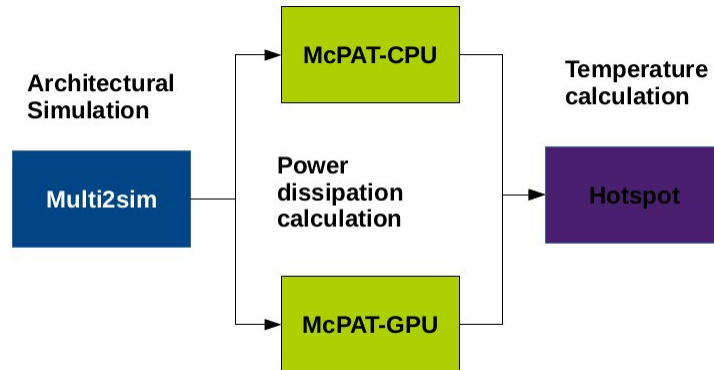 McPAT-CPU
Architectural
Simulation
Temperature
calculation
Multi2sim
Power
dissipation
calculation
Hotspot
McPAT-GPU